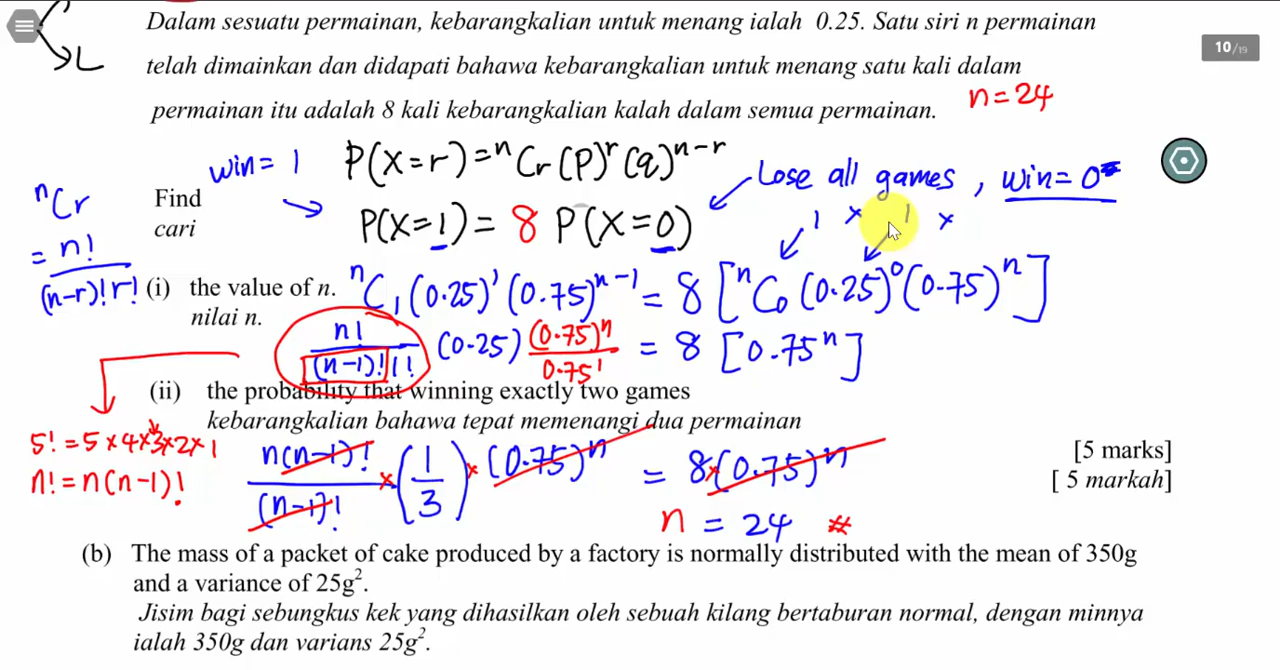 Dalam sesuatu permainan, kebarangkalian untuk menang ialah 0.25. Satu siri n permainan
L
10/19
telah dimainkan dan didapati bahawa kebarangkalian untuk menang satu kali dalam
permainan itu adalah 8 kali kebarangkalian kalah dalam semua permainan. n=24
win= 1 P(X=r)=ⁿCr(p)ʳ(q)ⁿ⁻ʳ
Lose all games, win=0
ⁿCr
Find
cari
P(X=1)= 8 P(X=0)
1 × 1 ×
= n!/(n-r)!r!
(i) the value of n.
nilai n.
ⁿC₁(0.25)¹(0.75)ⁿ⁻¹ = 8[ⁿC₀(0.25)⁰(0.75)ⁿ]
n!/(n-1)!1! (0.25) (0.75)ⁿ/0.75¹ = 8[0.75ⁿ]
(ii) the probability that winning exactly two games
kebarangkalian bahawa tepat memenangi dua permainan
5! = 5×4×3×2×1
n! = n(n-1)!
n(n-1)!/(n-1)! × (1/3) × (0.75)ⁿ = 8×(0.75)ⁿ
[5 marks]
[ 5 markah]
n = 24 #
(b) The mass of a packet of cake produced by a factory is normally distributed with the mean of 350g
and a variance of 25g².
Jisim bagi sebungkus kek yang dihasilkan oleh sebuah kilang bertaburan normal, dengan minnya
ialah 350g dan varians 25g².